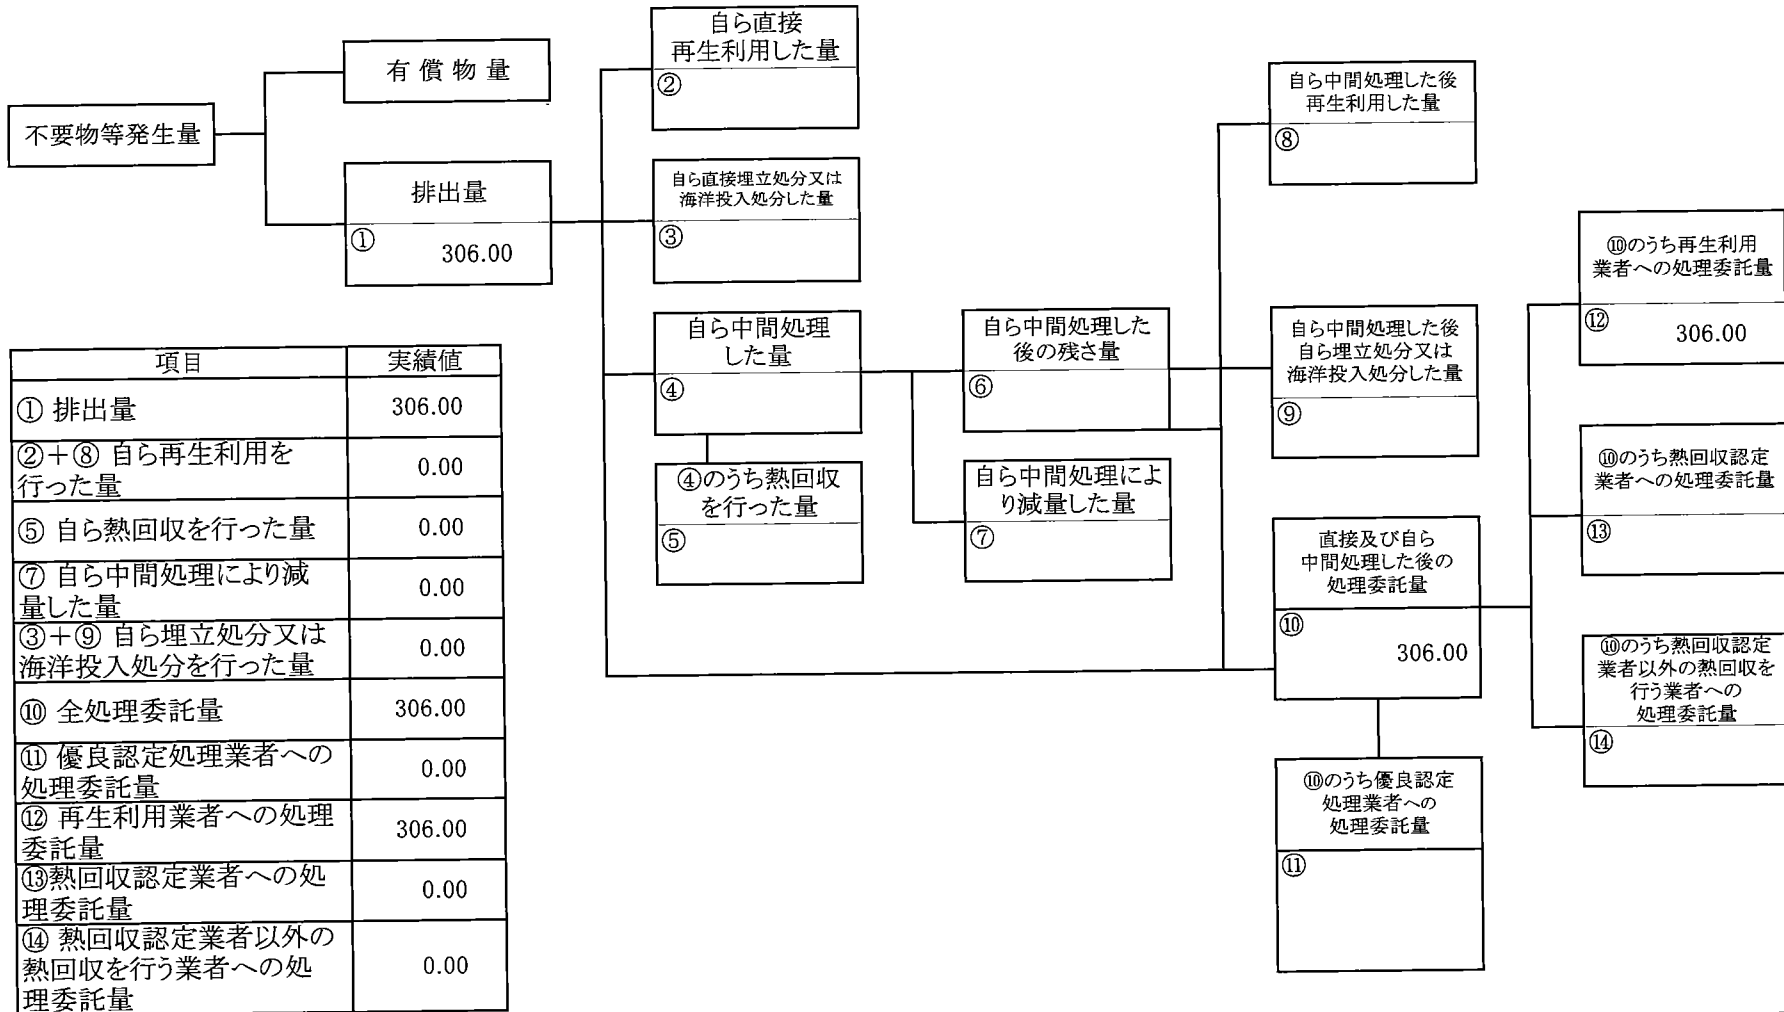 不要物等発生量
有償物量
排出量
①
306.00
自ら直接
再生利用した量
②
自ら直接埋立処分又は
海洋投入処分した量
③
自ら中間処理
した量
④
④のうち熱回収
を行った量
⑤
自ら中間処理した
後の残さ量
⑥
自ら中間処理によ
り減量した量
⑦
自ら中間処理した後
再生利用した量
⑧
自ら中間処理した後
自ら埋立処分又は
海洋投入処分した量
⑨
直接及び自ら
中間処理した後の
処理委託量
⑩
306.00
⑩のうち優良認定
処理業者への
処理委託量
⑪
⑩のうち再生利用
業者への処理委託量
⑫
306.00
⑩のうち熱回収認定
業者への処理委託量
⑬
⑩のうち熱回収認定
業者以外の熱回収を
行う業者への
処理委託量
⑭
項目 実績値
① 排出量 306.00
②+⑧ 自ら再生利用を
行った量 0.00
⑤ 自ら熱回収を行った量 0.00
⑦ 自ら中間処理により減
量した量 0.00
③+⑨ 自ら埋立処分又は
海洋投入処分を行った量 0.00
⑩ 全処理委託量 306.00
⑪ 優良認定処理業者への
処理委託量 0.00
⑫ 再生利用業者への処理
委託量 306.00
⑬熱回収認定業者への処
理委託量 0.00
⑭ 熱回収認定業者以外の
熱回収を行う業者への処
理委託量 0.00